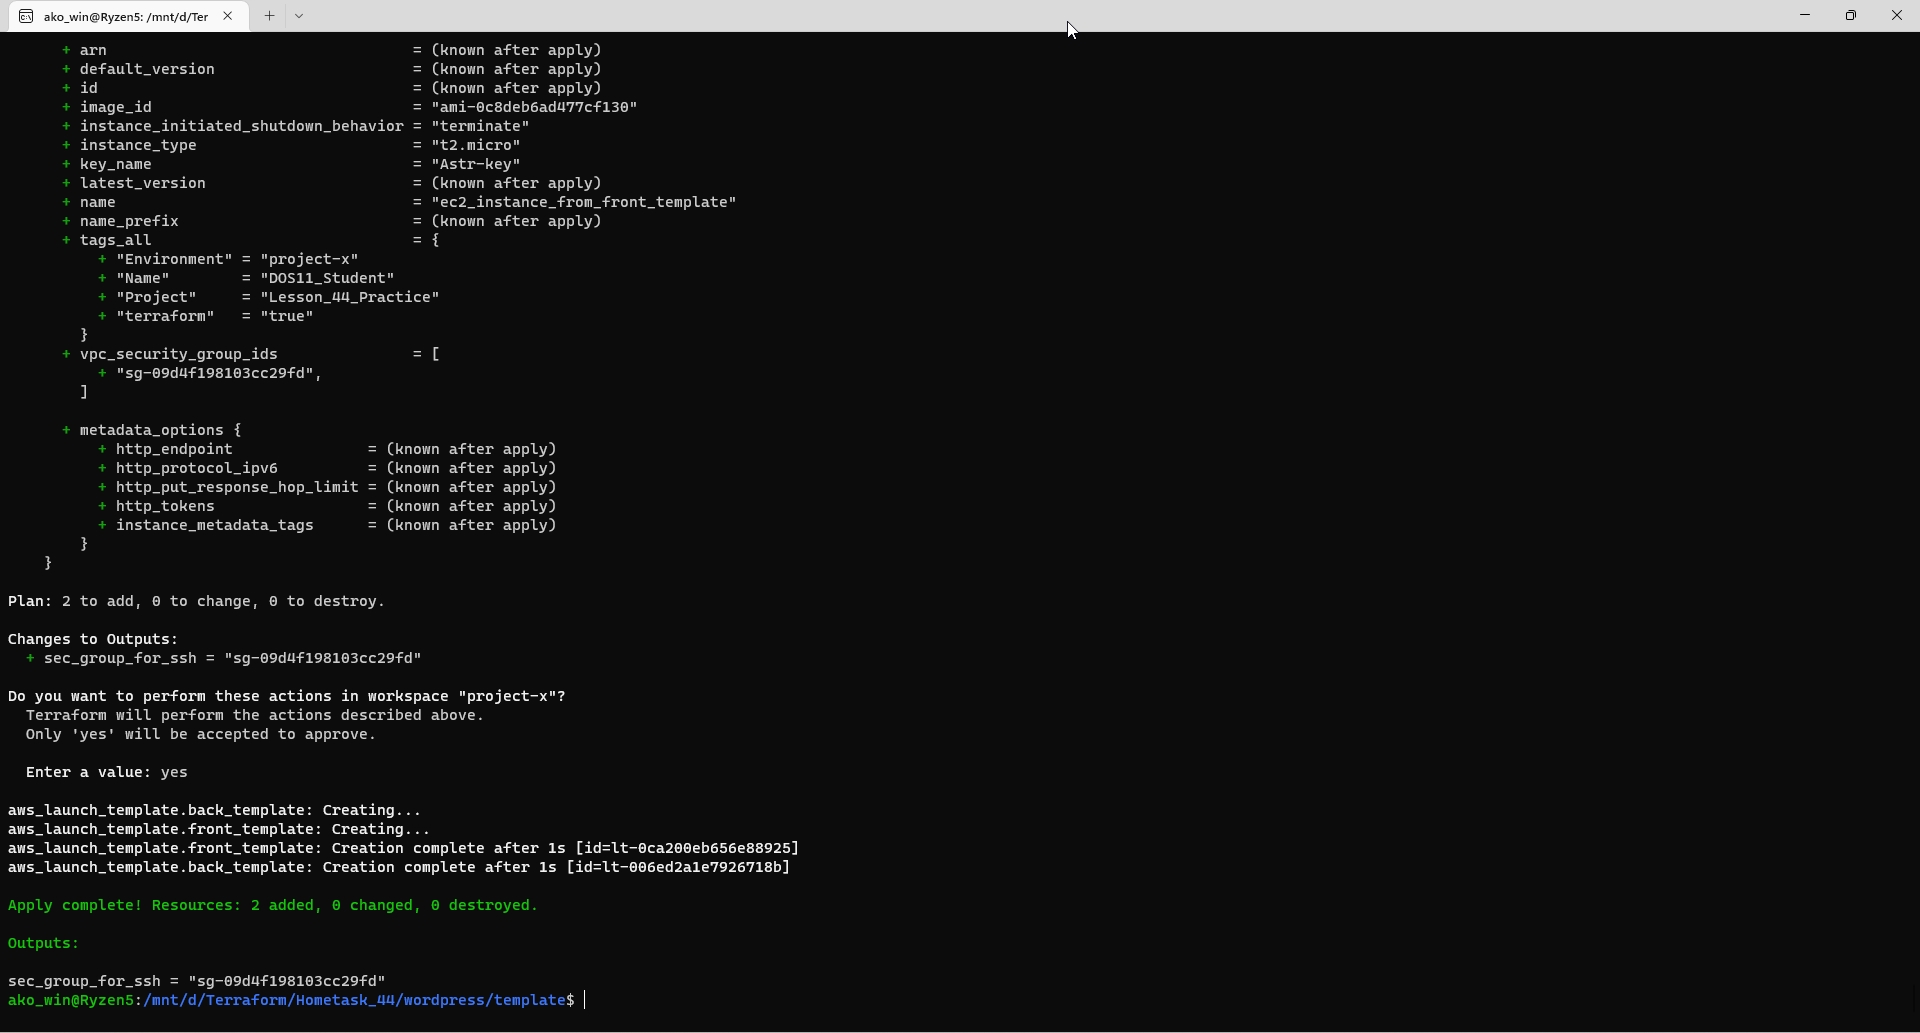 ako_win@Ryzen5: /mnt/d/Ter
+ arn = (known after apply)
+ default_version = (known after apply)
+ id = (known after apply)
+ image_id = "ami-0c8deb6ad477cf130"
+ instance_initiated_shutdown_behavior = "terminate"
+ instance_type = "t2.micro"
+ key_name = "Astr-key"
+ latest_version = (known after apply)
+ name = "ec2_instance_from_front_template"
+ name_prefix = (known after apply)
+ tags_all = {
+ "Environment" = "project-x"
+ "Name" = "DOS11_Student"
+ "Project" = "Lesson_44_Practice"
+ "terraform" = "true"
}
+ vpc_security_group_ids = [
+ "sg-09d4f198103cc29fd",
]
+ metadata_options {
+ http_endpoint = (known after apply)
+ http_protocol_ipv6 = (known after apply)
+ http_put_response_hop_limit = (known after apply)
+ http_tokens = (known after apply)
+ instance_metadata_tags = (known after apply)
}
}
Plan: 2 to add, 0 to change, 0 to destroy.
Changes to Outputs:
+ sec_group_for_ssh = "sg-09d4f198103cc29fd"
Do you want to perform these actions in workspace "project-x"?
Terraform will perform the actions described above.
Only 'yes' will be accepted to approve.
Enter a value: yes
aws_launch_template.back_template: Creating...
aws_launch_template.front_template: Creating...
aws_launch_template.front_template: Creation complete after 1s [id=lt-0ca200eb656e88925]
aws_launch_template.back_template: Creation complete after 1s [id=lt-006ed2a1e7926718b]
Apply complete! Resources: 2 added, 0 changed, 0 destroyed.
Outputs:
sec_group_for_ssh = "sg-09d4f198103cc29fd"
ako_win@Ryzen5:/mnt/d/Terraform/Hometask_44/wordpress/template$